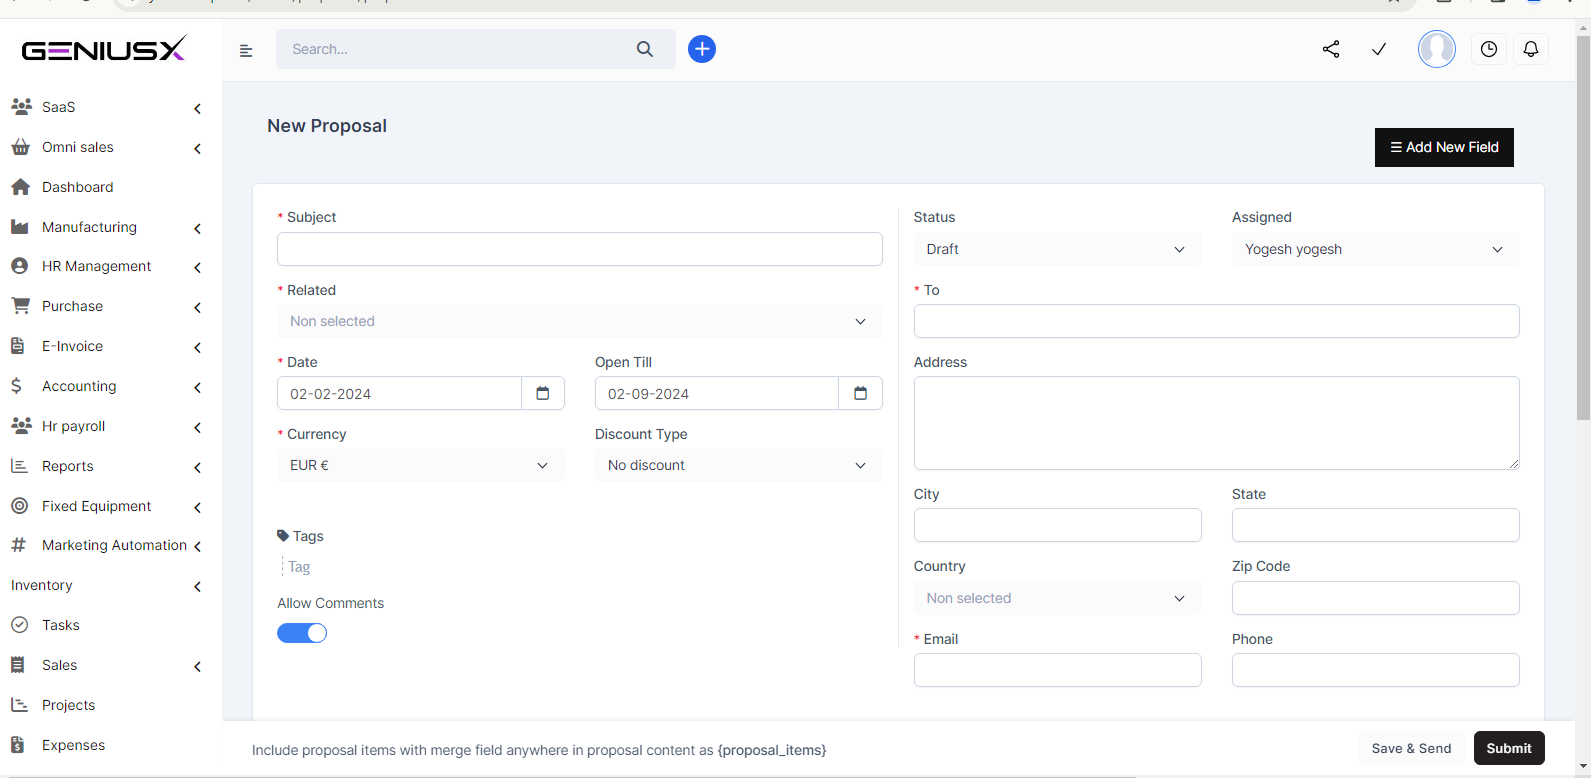 GENIUSX
Search...
SaaS
Omni sales
Dashboard
Manufacturing
HR Management
Purchase
E-Invoice
Accounting
Hr payroll
Reports
Fixed Equipment
Marketing Automation
Inventory
Tasks
Sales
Projects
Expenses
New Proposal
☰ Add New Field
* Subject
* Related
Non selected
* Date
Open Till
02-02-2024
02-09-2024
* Currency
Discount Type
EUR €
No discount
Tags
Tag
Allow Comments
Status
Assigned
Draft
Yogesh yogesh
* To
Address
City
State
Country
Zip Code
Non selected
* Email
Phone
Include proposal items with merge field anywhere in proposal content as {proposal_items}
Save & Send
Submit